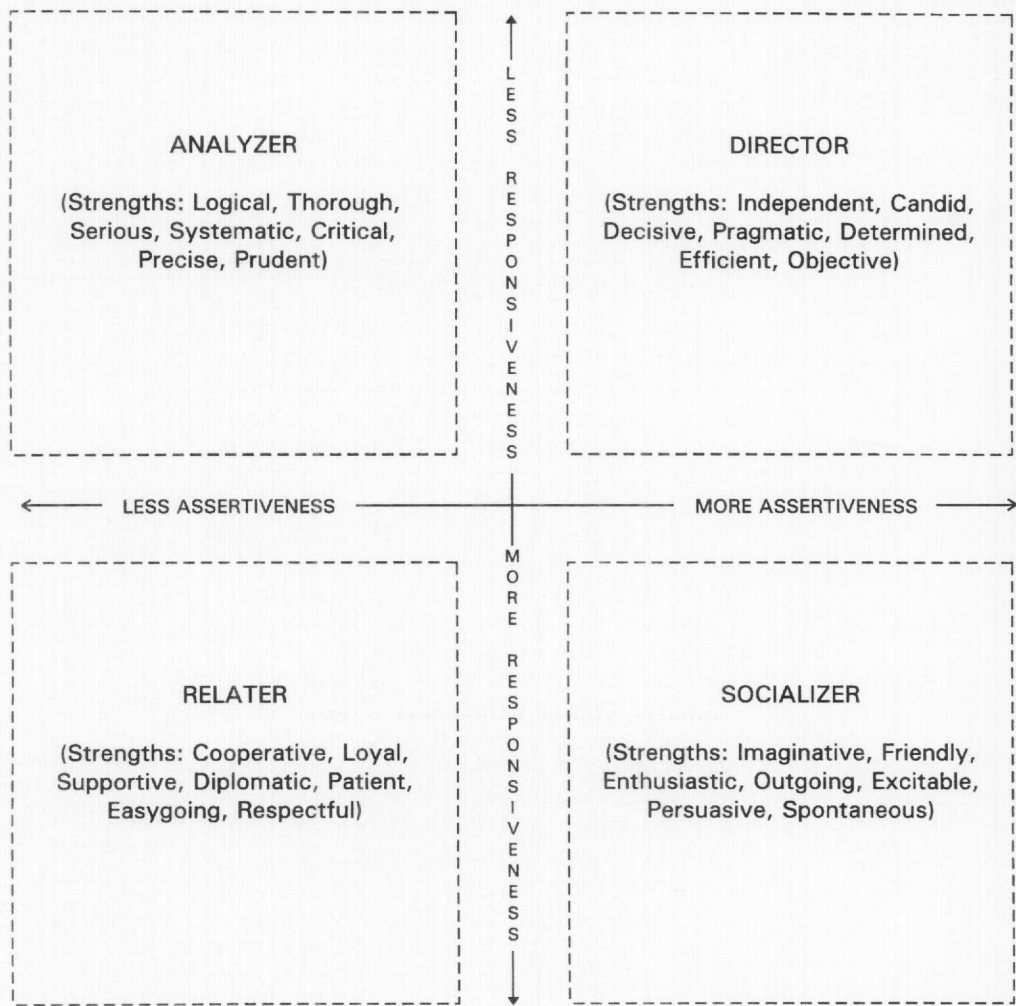 ANALYZER
(Strengths: Logical, Thorough,
Serious, Systematic, Critical,
Precise, Prudent)
LESS RESPONSIVENESS
DIRECTOR
(Strengths: Independent, Candid,
Decisive, Pragmatic, Determined,
Efficient, Objective)
LESS ASSERTIVENESS
MORE ASSERTIVENESS
RELATER
(Strengths: Cooperative, Loyal,
Supportive, Diplomatic, Patient,
Easygoing, Respectful)
MORE RESPONSIVENESS
SOCIALIZER
(Strengths: Imaginative, Friendly,
Enthusiastic, Outgoing, Excitable,
Persuasive, Spontaneous)